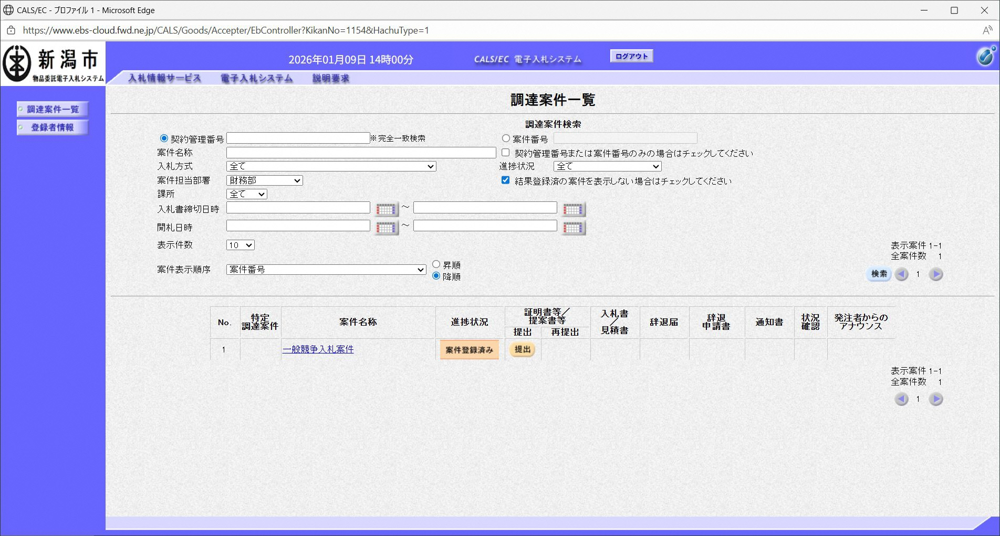 CALS/EC - プロファイル 1 - Microsoft Edge
https://www.ebs-cloud.fwd.ne.jp/CALS/Goods/Accepter/EbController?KikanNo=1154&HachuType=1
新潟市
物品委託電子入札システム
2026年01月09日 14時00分
CALS/EC 電子入札システム
ログアウト
入札情報サービス 電子入札システム 説明要求
調達案件一覧
登録者情報
調達案件一覧
調達案件検索
契約管理番号 ※完全一致検索 案件番号
案件名称 契約管理番号または案件番号のみの場合はチェックしてください
入札方式 全て 進捗状況 全て
案件担当部署 財務部 結果登録済の案件を表示しない場合はチェックしてください
課所 全て
入札書締切日時 ～
開札日時 ～
表示件数 10
表示案件 1-1
全案件数 1
案件表示順序 案件番号 昇順
降順
検索 1
No. 特定調達案件 案件名称 進捗状況 証明書等／提案書等 提出 再提出 入札書／見積書 辞退届 辞退申請書 通知書 状況確認 発注者からのアナウンス
1 一般競争入札案件 案件登録済み 提出
表示案件 1-1
全案件数 1
1